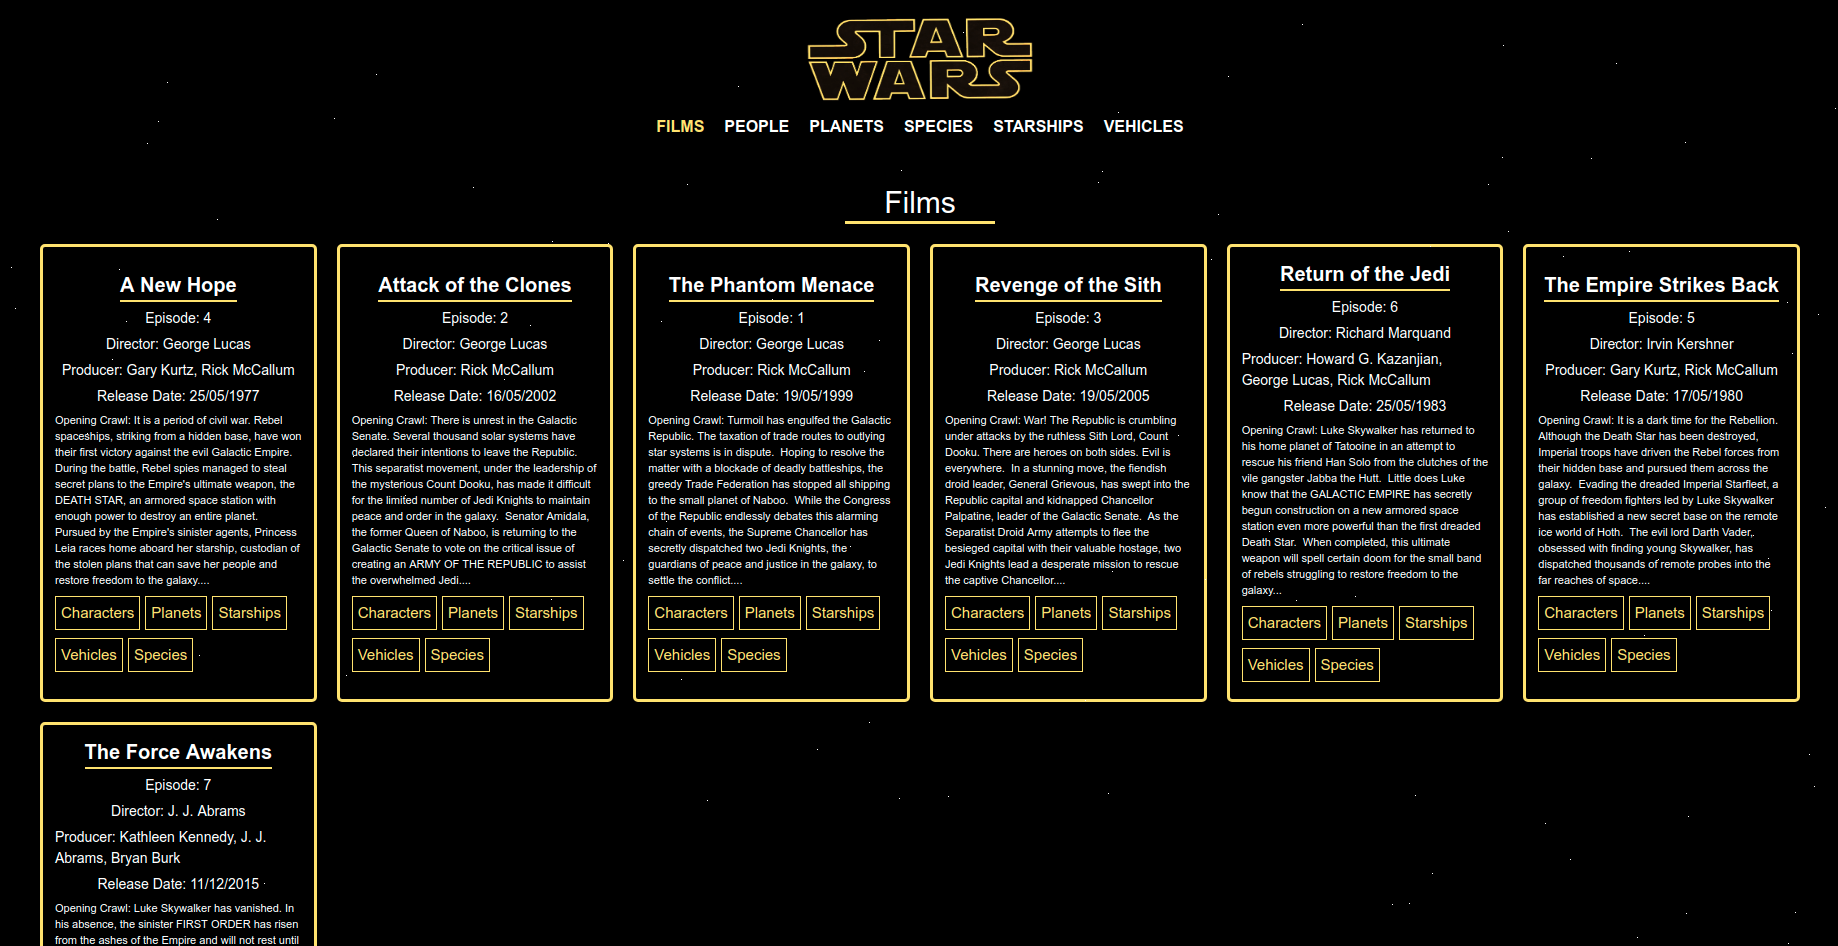 STAR
WARS
FILMS PEOPLE PLANETS SPECIES STARSHIPS VEHICLES
Films
A New Hope
Episode: 4
Director: George Lucas
Producer: Gary Kurtz, Rick McCallum
Release Date: 25/05/1977
Opening Crawl: It is a period of civil war. Rebel
spaceships, striking from a hidden base, have won
their first victory against the evil Galactic Empire.
During the battle, Rebel spies managed to steal
secret plans to the Empire's ultimate weapon, the
DEATH STAR, an armored space station with
enough power to destroy an entire planet.
Pursued by the Empire's sinister agents, Princess
Leia races home aboard her starship, custodian of
the stolen plans that can save her people and
restore freedom to the galaxy....
Characters Planets Starships
Vehicles Species
Attack of the Clones
Episode: 2
Director: George Lucas
Producer: Rick McCallum
Release Date: 16/05/2002
Opening Crawl: There is unrest in the Galactic
Senate. Several thousand solar systems have
declared their intentions to leave the Republic.
This separatist movement, under the leadership of
the mysterious Count Dooku, has made it difficult
for the limited number of Jedi Knights to maintain
peace and order in the galaxy.  Senator Amidala,
the former Queen of Naboo, is returning to the
Galactic Senate to vote on the critical issue of
creating an ARMY OF THE REPUBLIC to assist
the overwhelmed Jedi....
Characters Planets Starships
Vehicles Species
The Phantom Menace
Episode: 1
Director: George Lucas
Producer: Rick McCallum
Release Date: 19/05/1999
Opening Crawl: Turmoil has engulfed the Galactic
Republic. The taxation of trade routes to outlying
star systems is in dispute.  Hoping to resolve the
matter with a blockade of deadly battleships, the
greedy Trade Federation has stopped all shipping
to the small planet of Naboo.  While the Congress
of the Republic endlessly debates this alarming
chain of events, the Supreme Chancellor has
secretly dispatched two Jedi Knights, the
guardians of peace and justice in the galaxy, to
settle the conflict....
Characters Planets Starships
Vehicles Species
Revenge of the Sith
Episode: 3
Director: George Lucas
Producer: Rick McCallum
Release Date: 19/05/2005
Opening Crawl: War! The Republic is crumbling
under attacks by the ruthless Sith Lord, Count
Dooku. There are heroes on both sides. Evil is
everywhere.  In a stunning move, the fiendish
droid leader, General Grievous, has swept into the
Republic capital and kidnapped Chancellor
Palpatine, leader of the Galactic Senate.  As the
Separatist Droid Army attempts to flee the
besieged capital with their valuable hostage, two
Jedi Knights lead a desperate mission to rescue
the captive Chancellor....
Characters Planets Starships
Vehicles Species
Return of the Jedi
Episode: 6
Director: Richard Marquand
Producer: Howard G. Kazanjian,
George Lucas, Rick McCallum
Release Date: 25/05/1983
Opening Crawl: Luke Skywalker has returned to
his home planet of Tatooine in an attempt to
rescue his friend Han Solo from the clutches of the
vile gangster Jabba the Hutt.  Little does Luke
know that the GALACTIC EMPIRE has secretly
begun construction on a new armored space
station even more powerful than the first dreaded
Death Star.  When completed, this ultimate
weapon will spell certain doom for the small band
of rebels struggling to restore freedom to the
galaxy...
Characters Planets Starships
Vehicles Species
The Empire Strikes Back
Episode: 5
Director: Irvin Kershner
Producer: Gary Kurtz, Rick McCallum
Release Date: 17/05/1980
Opening Crawl: It is a dark time for the Rebellion.
Although the Death Star has been destroyed,
Imperial troops have driven the Rebel forces from
their hidden base and pursued them across the
galaxy.  Evading the dreaded Imperial Starfleet, a
group of freedom fighters led by Luke Skywalker
has established a new secret base on the remote
ice world of Hoth.  The evil lord Darth Vader,
obsessed with finding young Skywalker, has
dispatched thousands of remote probes into the
far reaches of space....
Characters Planets Starships
Vehicles Species
The Force Awakens
Episode: 7
Director: J. J. Abrams
Producer: Kathleen Kennedy, J. J.
Abrams, Bryan Burk
Release Date: 11/12/2015
Opening Crawl: Luke Skywalker has vanished. In
his absence, the sinister FIRST ORDER has risen
from the ashes of the Empire and will not rest until